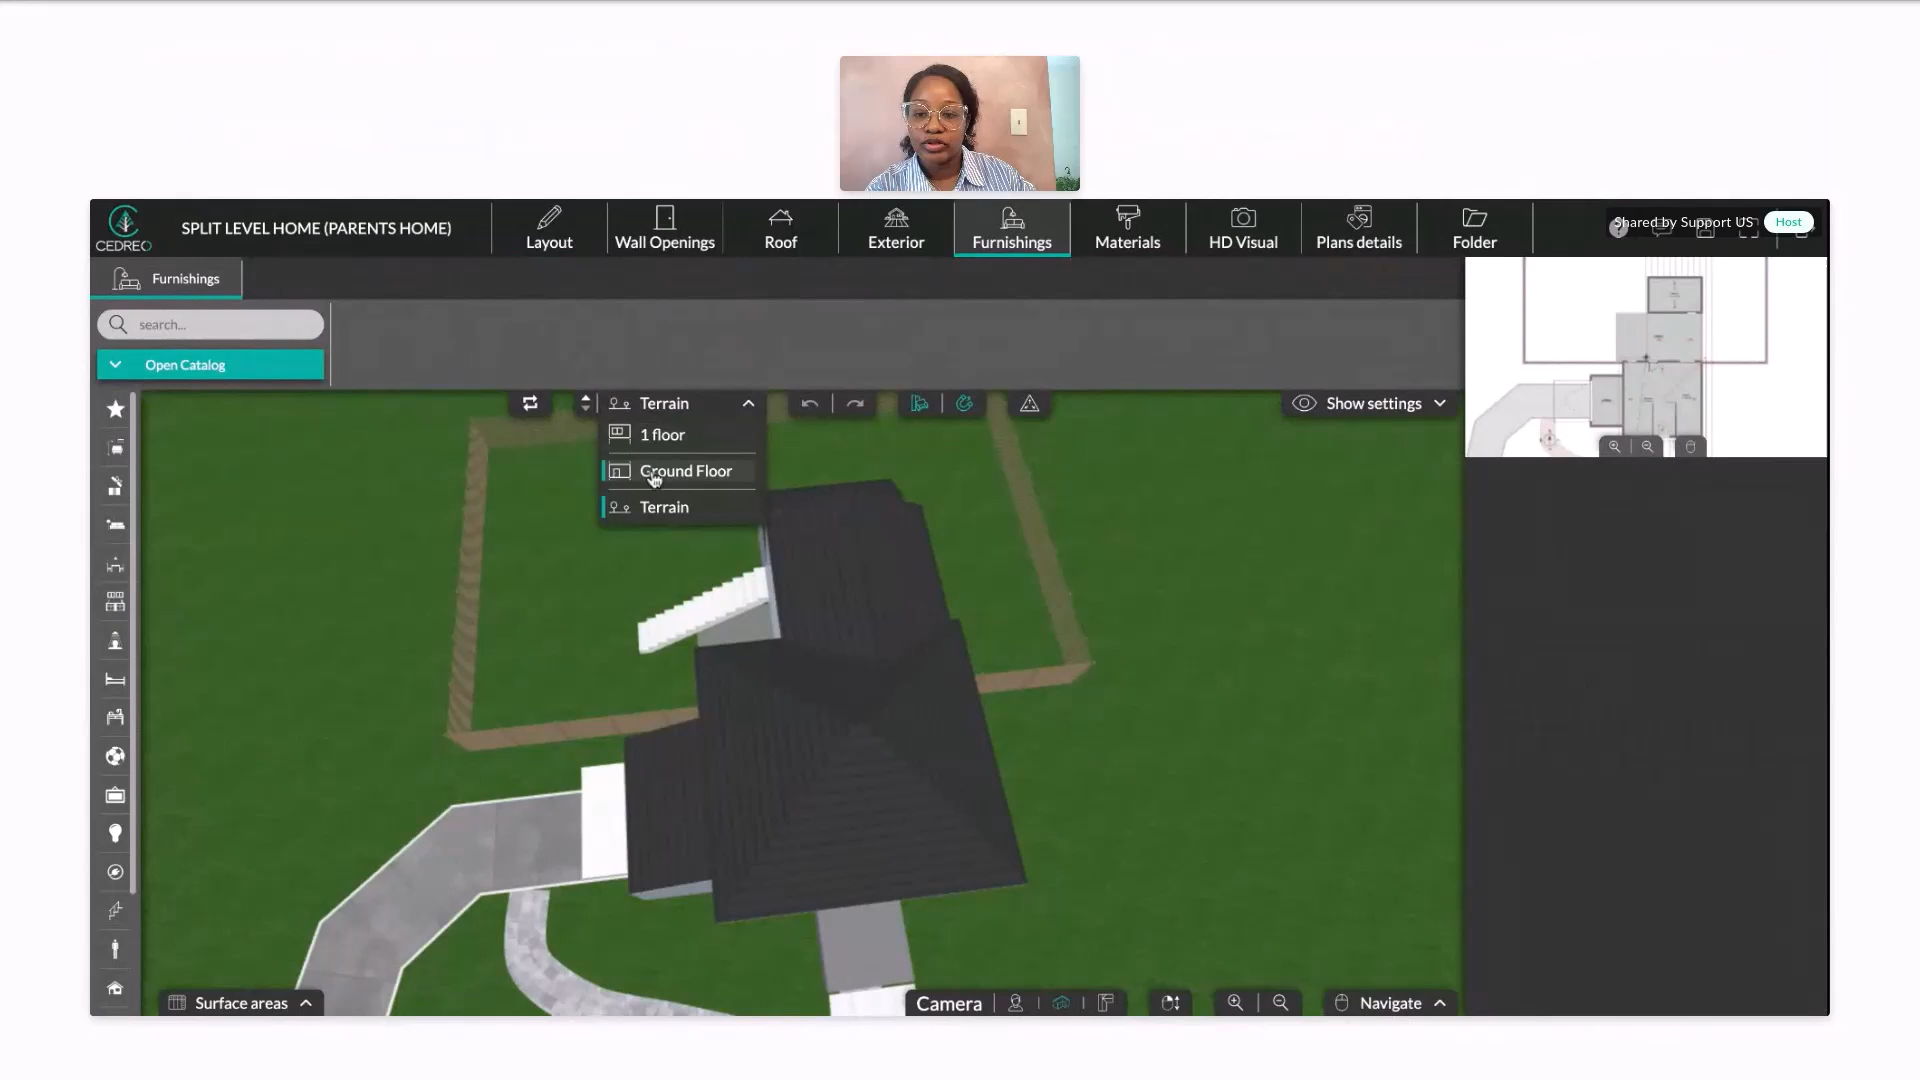 CEDREO
SPLIT LEVEL HOME (PARENTS HOME)
Layout
Wall Openings
Roof
Exterior
Furnishings
Materials
HD Visual
Plans details
Folder
Shared by Support US
Host
Furnishings
search...
Open Catalog
Terrain
1 floor
Ground Floor
Terrain
Show settings
Surface areas
Camera
Navigate